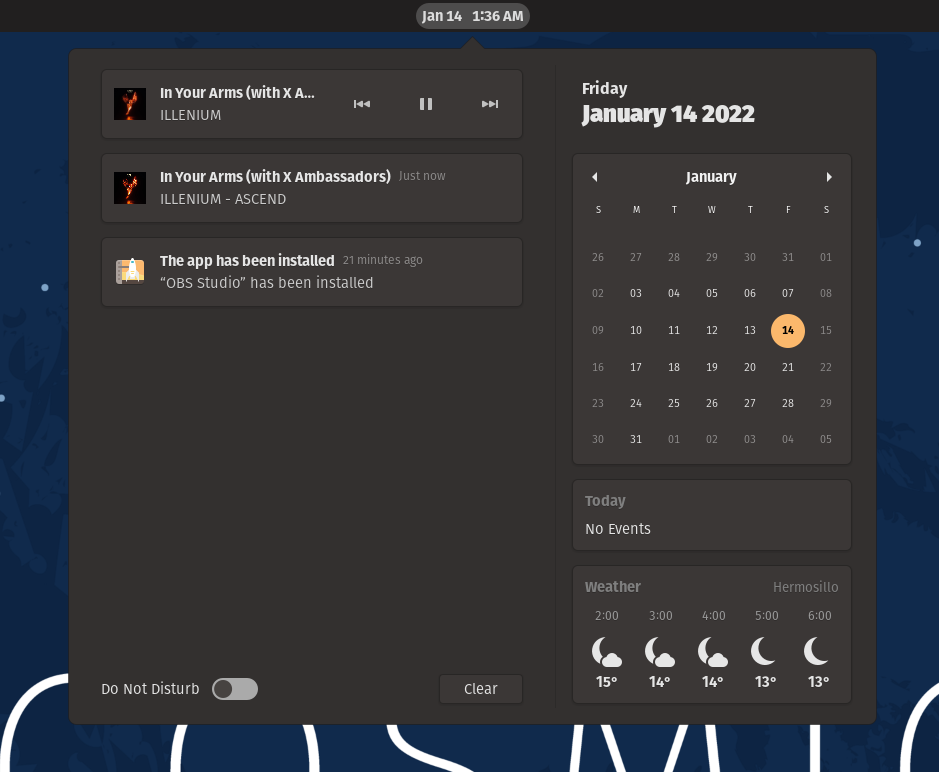 Jan 14 1:36 AM
In Your Arms (with X A...
ILLENIUM
In Your Arms (with X Ambassadors) Just now
ILLENIUM - ASCEND
The app has been installed 21 minutes ago
“OBS Studio” has been installed
Do Not Disturb
Clear
Friday
January 14 2022
January
S M T W T F S
26 27 28 29 30 31 01
02 03 04 05 06 07 08
09 10 11 12 13 14 15
16 17 18 19 20 21 22
23 24 25 26 27 28 29
30 31 01 02 03 04 05
Today
No Events
Weather Hermosillo
2:00 3:00 4:00 5:00 6:00
15° 14° 14° 13° 13°